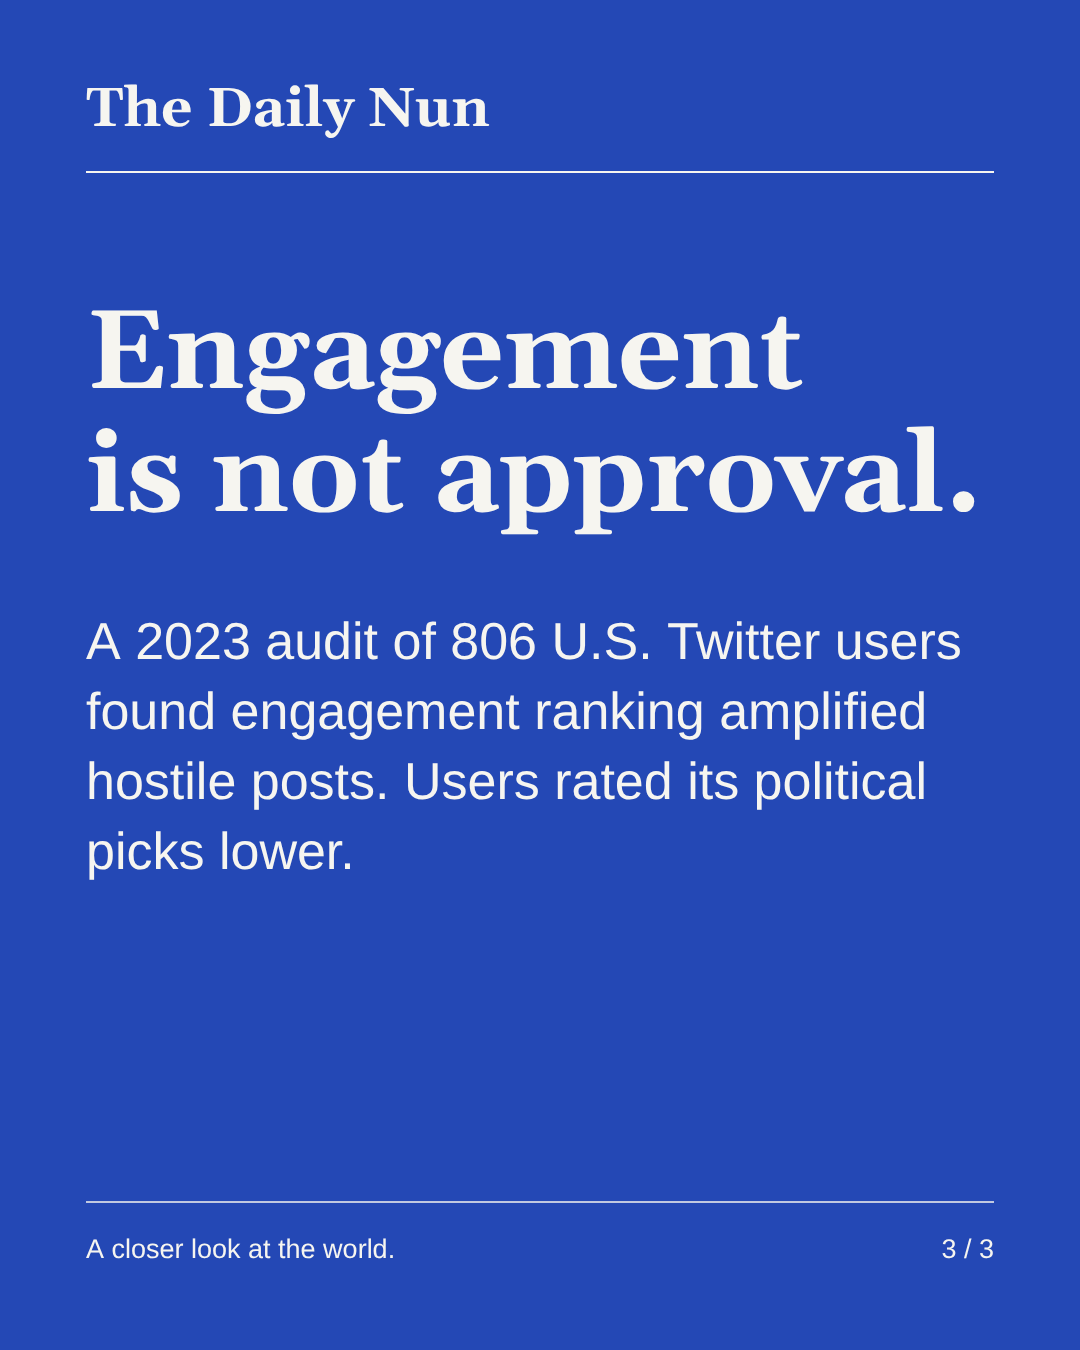 The Daily Nun
Engagement
is not approval.
A 2023 audit of 806 U.S. Twitter users
found engagement ranking amplified
hostile posts. Users rated its political
picks lower.
A closer look at the world.
3 / 3